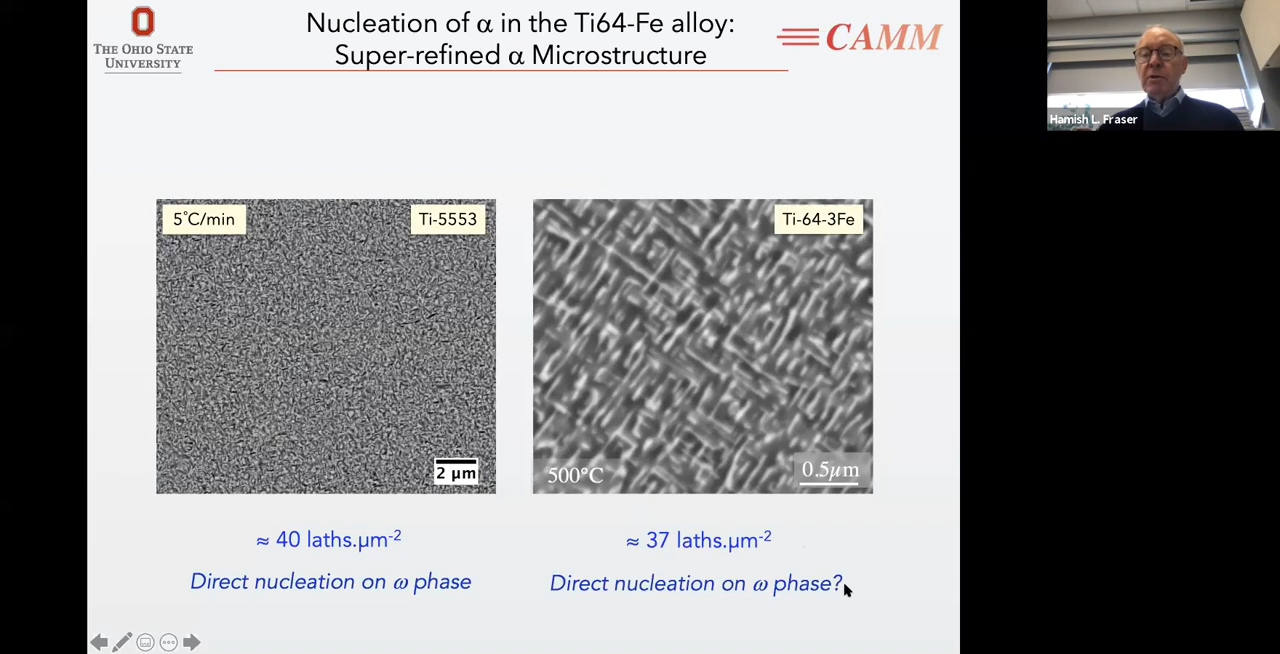 THE OHIO STATE
UNIVERSITY
Nucleation of α in the Ti64-Fe alloy:
Super-refined α Microstructure
CAMM
Hamish L. Fraser
5°C/min
Ti-5553
2 μm
Ti-64-3Fe
500°C
0.5μm
≈ 40 laths.μm⁻²
≈ 37 laths.μm⁻²
Direct nucleation on ω phase
Direct nucleation on ω phase?